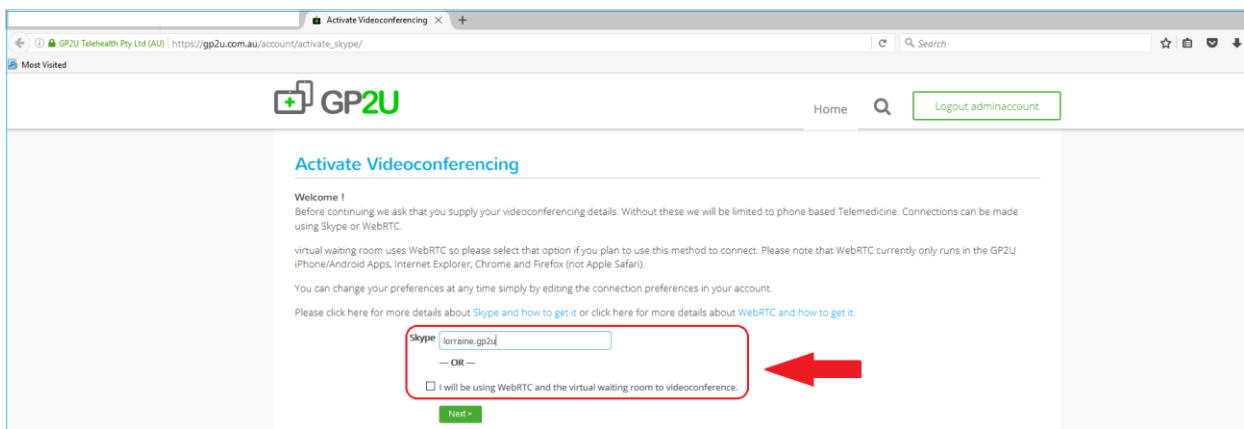 Activate Videoconferencing
GP2U Telehealth Pty Ltd (AU) https://gp2u.com.au/account/activate_skype/
Search
Most Visited
GP2U
Home
Logout adminaccount
Activate Videoconferencing
Welcome !
Before continuing we ask that you supply your videoconferencing details. Without these we will be limited to phone based Telemedicine. Connections can be made
using Skype or WebRTC.
virtual waiting room uses WebRTC so please select that option if you plan to use this method to connect. Please note that WebRTC currently only runs in the GP2U
iPhone/Android Apps, Internet Explorer, Chrome and Firefox (not Apple Safari).
You can change your preferences at any time simply by editing the connection preferences in your account.
Please click here for more details about Skype and how to get it or click here for more details about WebRTC and how to get it.
Skype lorraine.gp2u
— OR —
I will be using WebRTC and the virtual waiting room to videoconference.
Next >